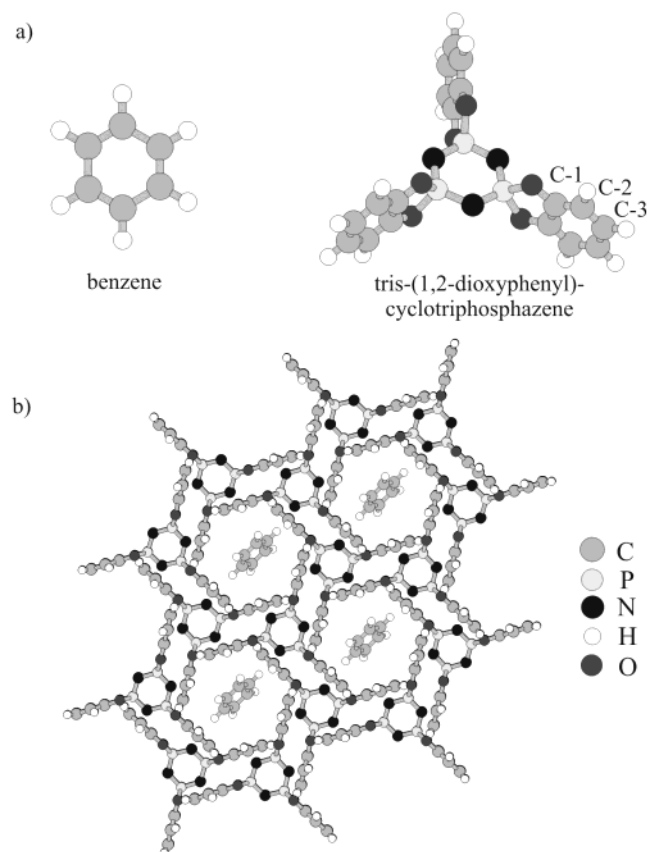 a)
C-1
C-2
C-3
benzene
tris-(1,2-dioxyphenyl)-
cyclotriphosphazene
b)
C
P
N
H
O